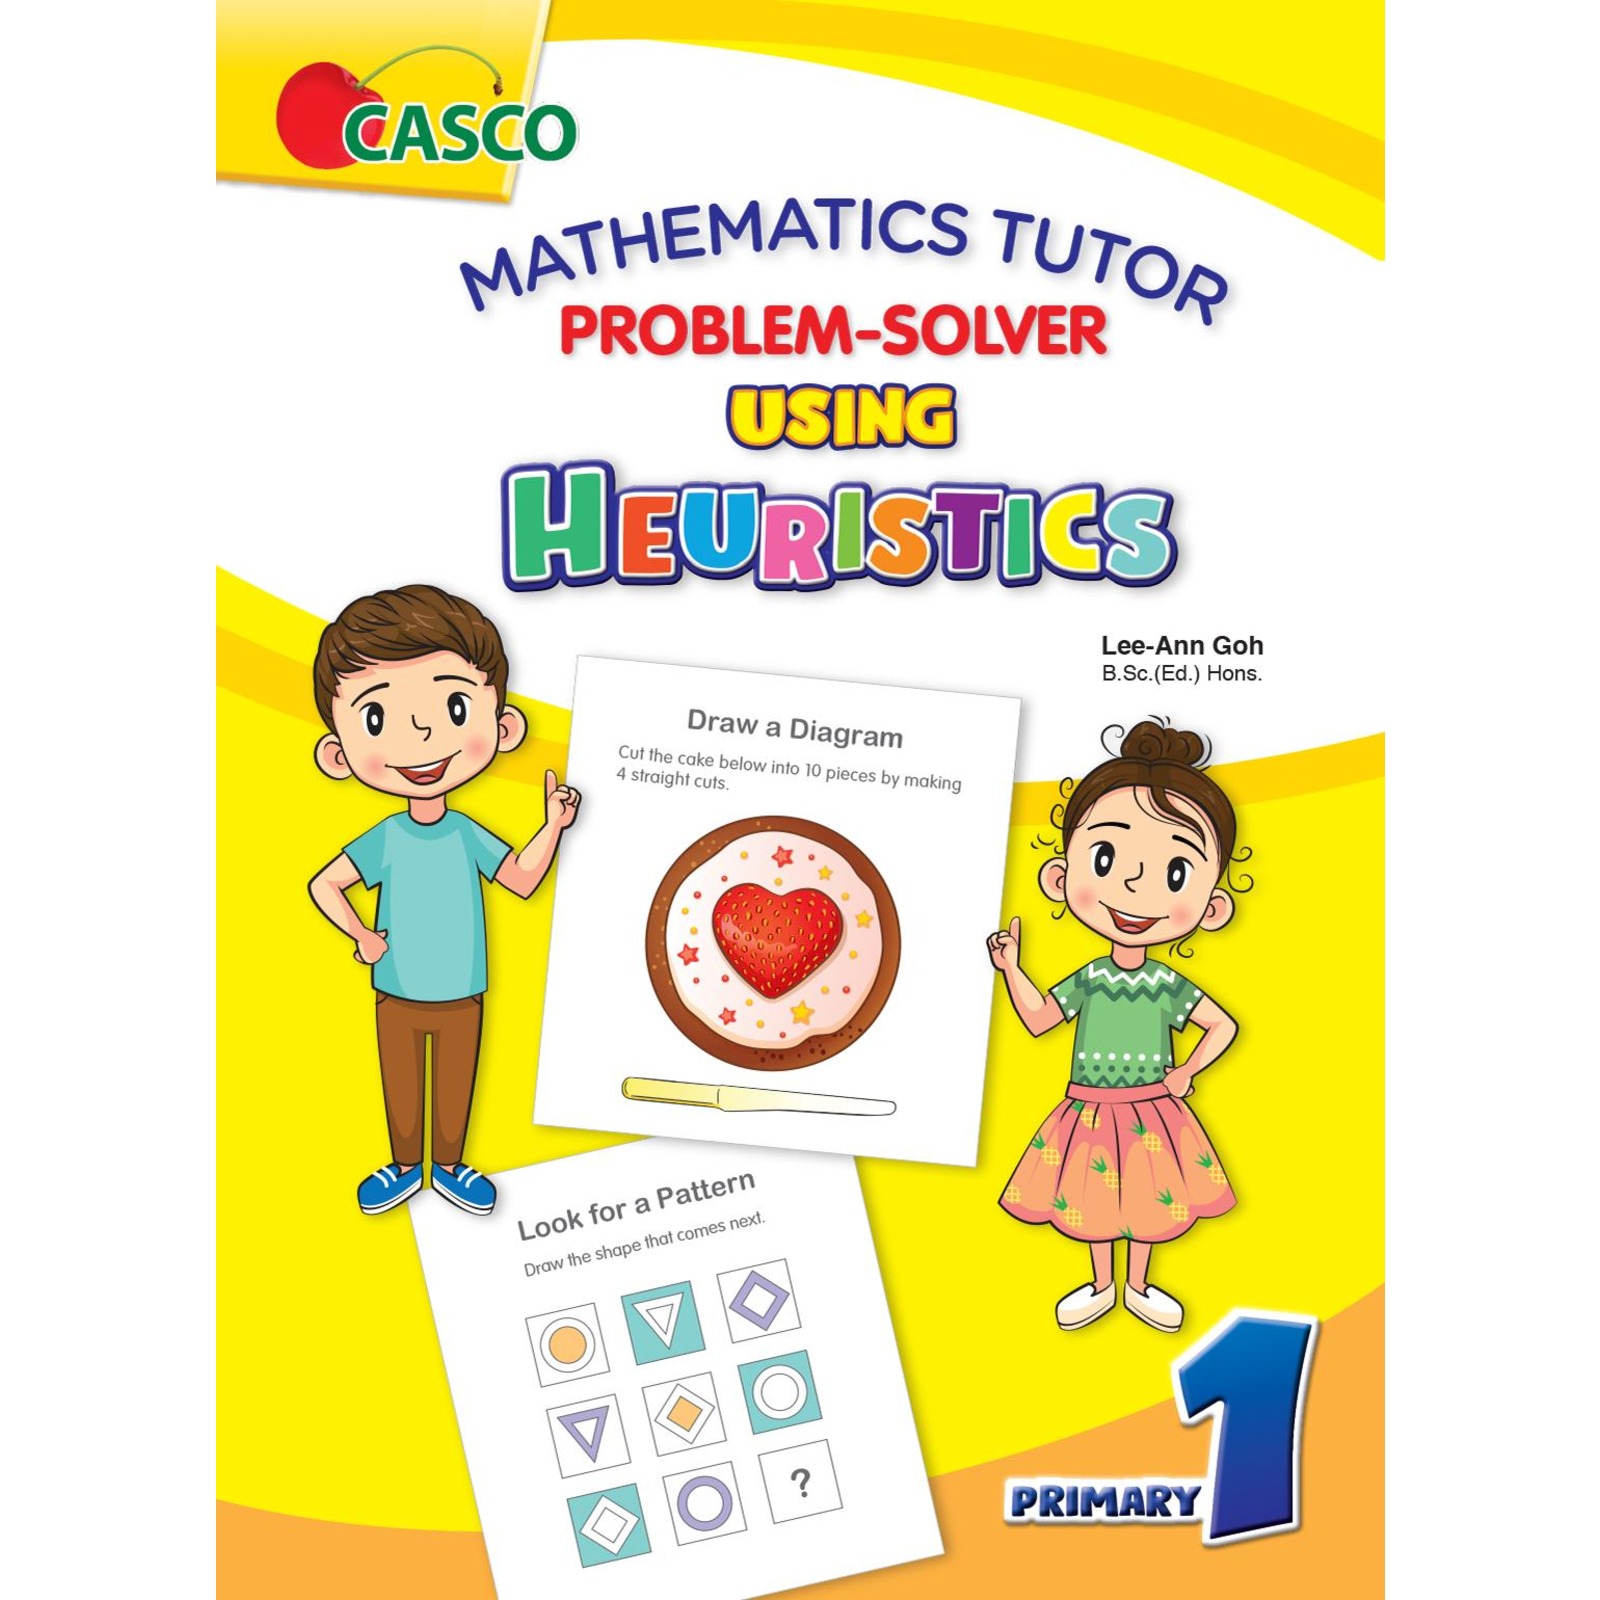 CASCO
MATHEMATICS TUTOR
PROBLEM-SOLVER
USING
HEURISTICS
Lee-Ann Goh
B.Sc.(Ed.) Hons.
Draw a Diagram
Cut the cake below into 10 pieces by making
4 straight cuts.
Look for a Pattern
Draw the shape that comes next.
?
PRIMARY 1